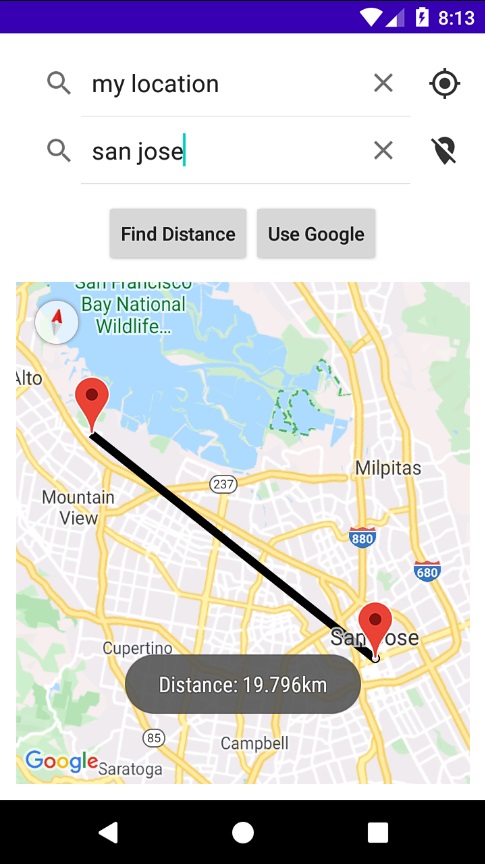 8:13
my location
san jose
Find Distance
Use Google
San Francisco
Bay National
Wildlife...
Alto
237
Milpitas
Mountain
View
880
680
San Jose
Cupertino
Distance: 19.796km
85
Campbell
Google
Saratoga